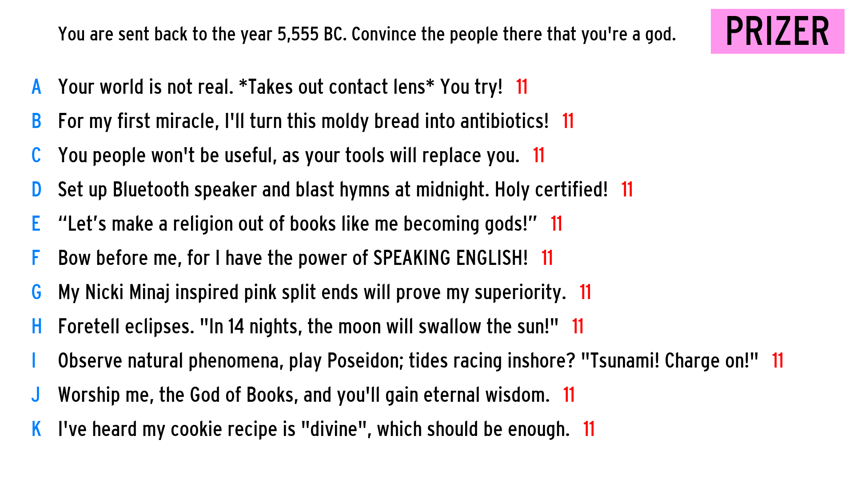 You are sent back to the year 5,555 BC. Convince the people there that you're a god.
PRIZER
A Your world is not real. *Takes out contact lens* You try! 11
B For my first miracle, I'll turn this moldy bread into antibiotics! 11
C You people won't be useful, as your tools will replace you. 11
D Set up Bluetooth speaker and blast hymns at midnight. Holy certified! 11
E “Let’s make a religion out of books like me becoming gods!” 11
F Bow before me, for I have the power of SPEAKING ENGLISH! 11
G My Nicki Minaj inspired pink split ends will prove my superiority. 11
H Foretell eclipses. "In 14 nights, the moon will swallow the sun!" 11
I Observe natural phenomena, play Poseidon; tides racing inshore? "Tsunami! Charge on!" 11
J Worship me, the God of Books, and you'll gain eternal wisdom. 11
K I've heard my cookie recipe is "divine", which should be enough. 11